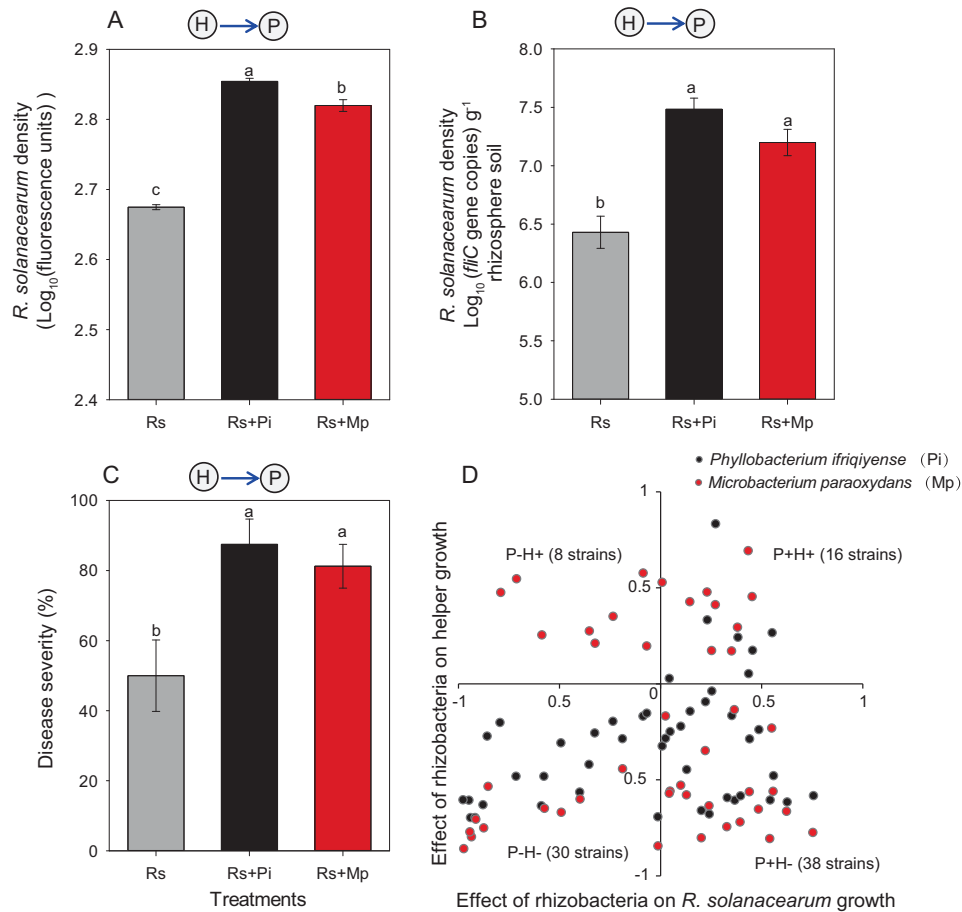 A
H P
R. solanacearum density
(Log10(fluorescence units) )
2.9
2.8
2.7
2.6
2.5
2.4
c
a
b
Rs Rs+Pi Rs+Mp
B
H P
R. solanacearum density
Log10 (fliC gene copies) g-1
rhizosphere soil
8.0
7.5
7.0
6.5
6.0
5.5
5.0
b
a
a
Rs Rs+Pi Rs+Mp
C
H P
Disease severity (%)
100
80
60
40
20
0
b
a
a
Rs Rs+Pi Rs+Mp
Treatments
D
Phyllobacterium ifriqiyense (Pi)
Microbacterium paraoxydans (Mp)
Effect of rhizobacteria on helper growth
1
P-H+ (8 strains)
P+H+ (16 strains)
0.5
-1 0.5 0 0.5 1
0.5
P-H- (30 strains)
P+H- (38 strains)
-1
Effect of rhizobacteria on R. solanacearum growth